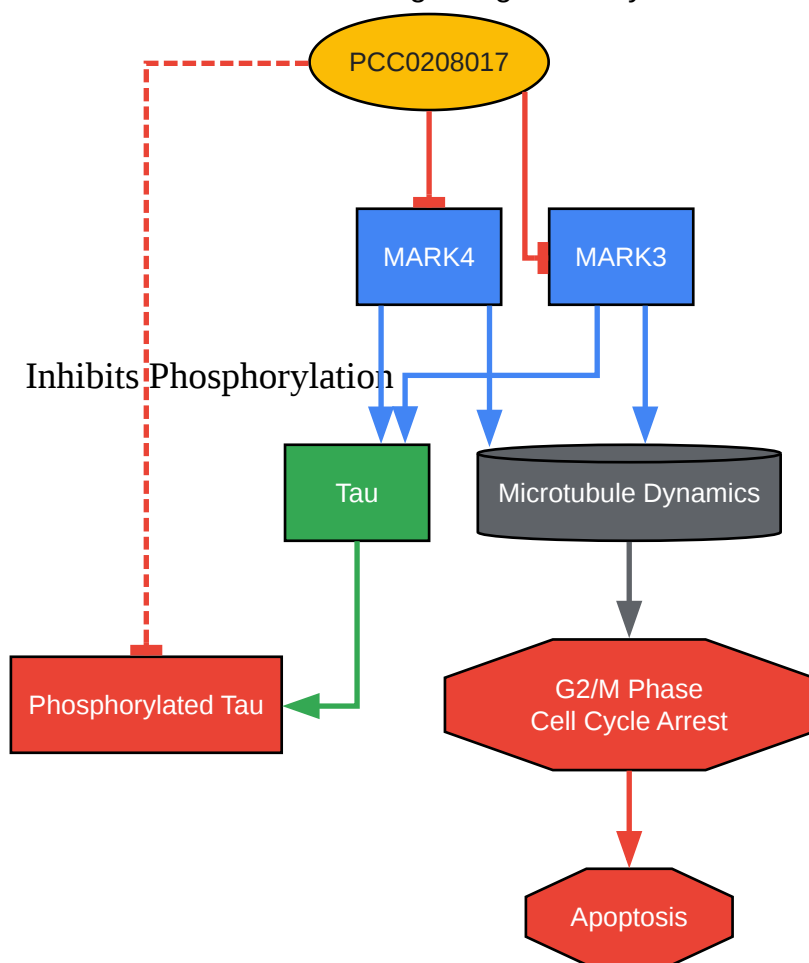 PCC0208017
MARK4
MARK3
Inhibits Phosphorylation
Tau
Microtubule Dynamics
Phosphorylated Tau
G2/M Phase
Cell Cycle Arrest
Apoptosis